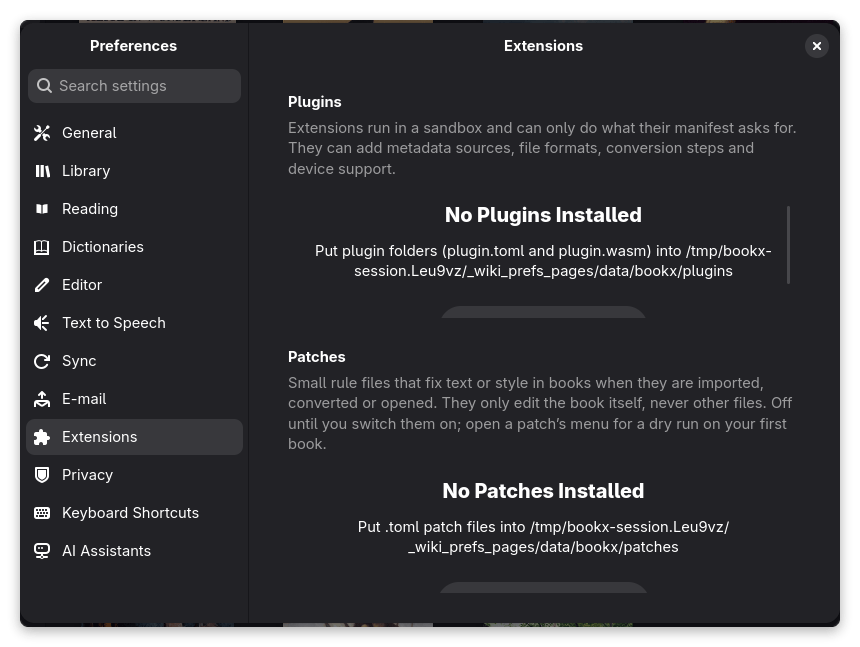 Preferences
Search settings
General
Library
Reading
Dictionaries
Editor
Text to Speech
Sync
E-mail
Extensions
Privacy
Keyboard Shortcuts
AI Assistants
Extensions
Plugins
Extensions run in a sandbox and can only do what their manifest asks for.
They can add metadata sources, file formats, conversion steps and
device support.
No Plugins Installed
Put plugin folders (plugin.toml and plugin.wasm) into /tmp/bookx-
session.Leu9vz/_wiki_prefs_pages/data/bookx/plugins
Patches
Small rule files that fix text or style in books when they are imported,
converted or opened. They only edit the book itself, never other files. Off
until you switch them on; open a patch’s menu for a dry run on your first
book.
No Patches Installed
Put .toml patch files into /tmp/bookx-session.Leu9vz/
_wiki_prefs_pages/data/bookx/patches